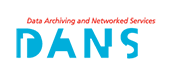 Data Archiving and Networked Services
DANS